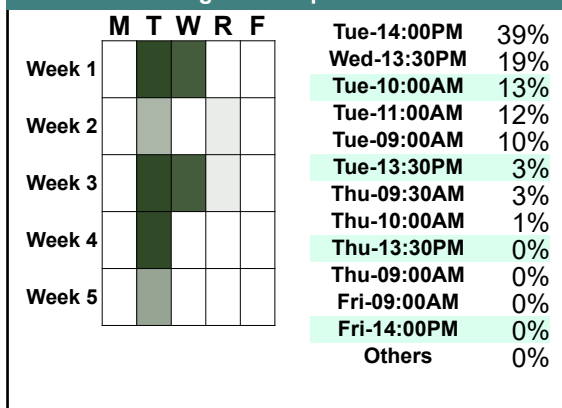 M T W R F
Week 1
Week 2
Week 3
Week 4
Week 5
Tue-14:00PM 39%
Wed-13:30PM 19%
Tue-10:00AM 13%
Tue-11:00AM 12%
Tue-09:00AM 10%
Tue-13:30PM 3%
Thu-09:30AM 3%
Thu-10:00AM 1%
Thu-13:30PM 0%
Thu-09:00AM 0%
Fri-09:00AM 0%
Fri-14:00PM 0%
Others 0%